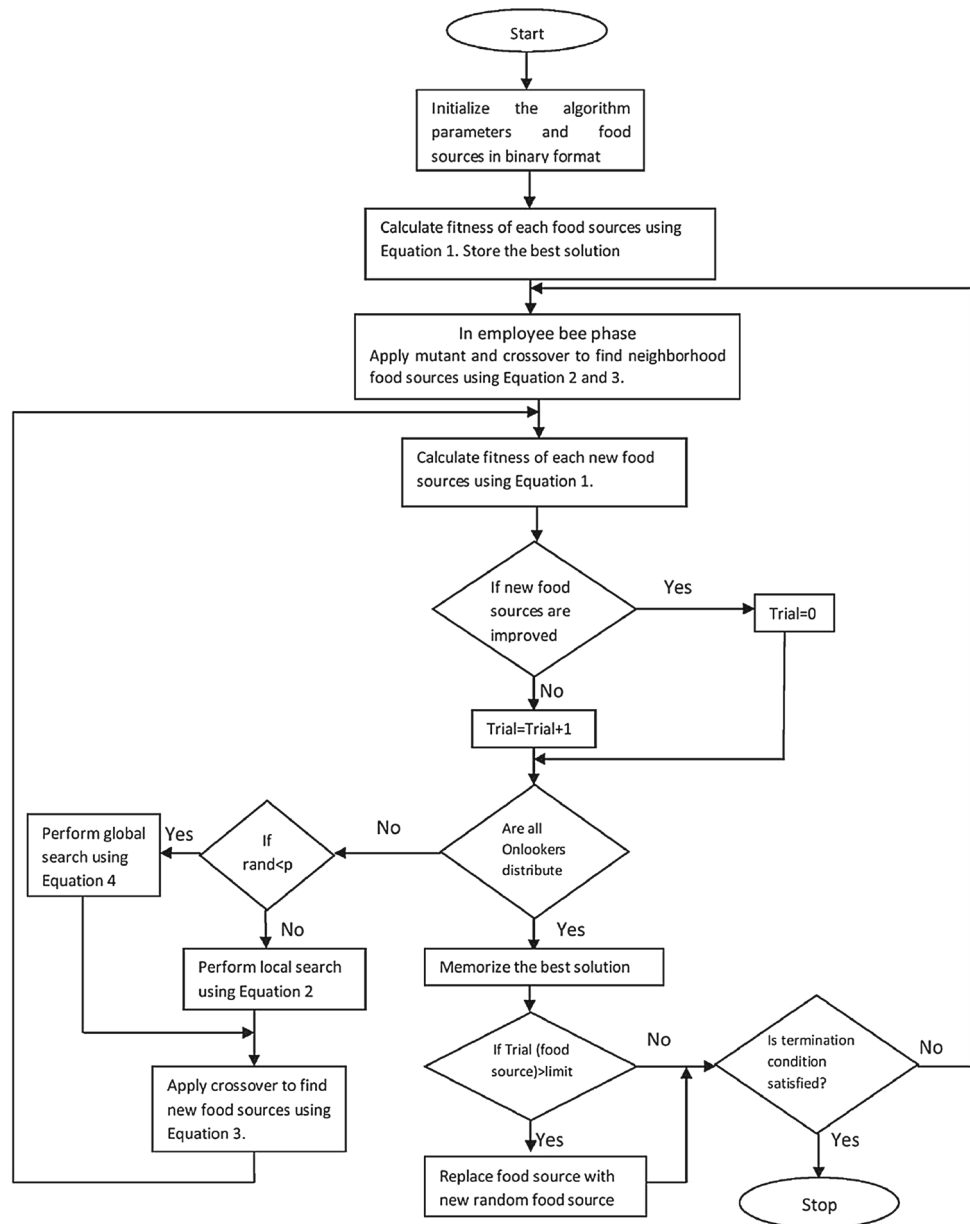 Start
Initialize the algorithm
parameters and food
sources in binary format
Calculate fitness of each food sources using
Equation 1. Store the best solution
In employee bee phase
Apply mutant and crossover to find neighborhood
food sources using Equation 2 and 3.
Calculate fitness of each new food
sources using Equation 1.
If new food
sources are
improved
Yes
Trial=0
No
Trial=Trial+1
Are all
Onlookers
distribute
No
If
rand<p
Yes
Perform global
search using
Equation 4
No
Perform local search
using Equation 2
Apply crossover to find
new food sources using
Equation 3.
Yes
Memorize the best solution
If Trial (food
source)>limit
No
Yes
Replace food source with
new random food source
Is termination
condition
satisfied?
No
Yes
Stop